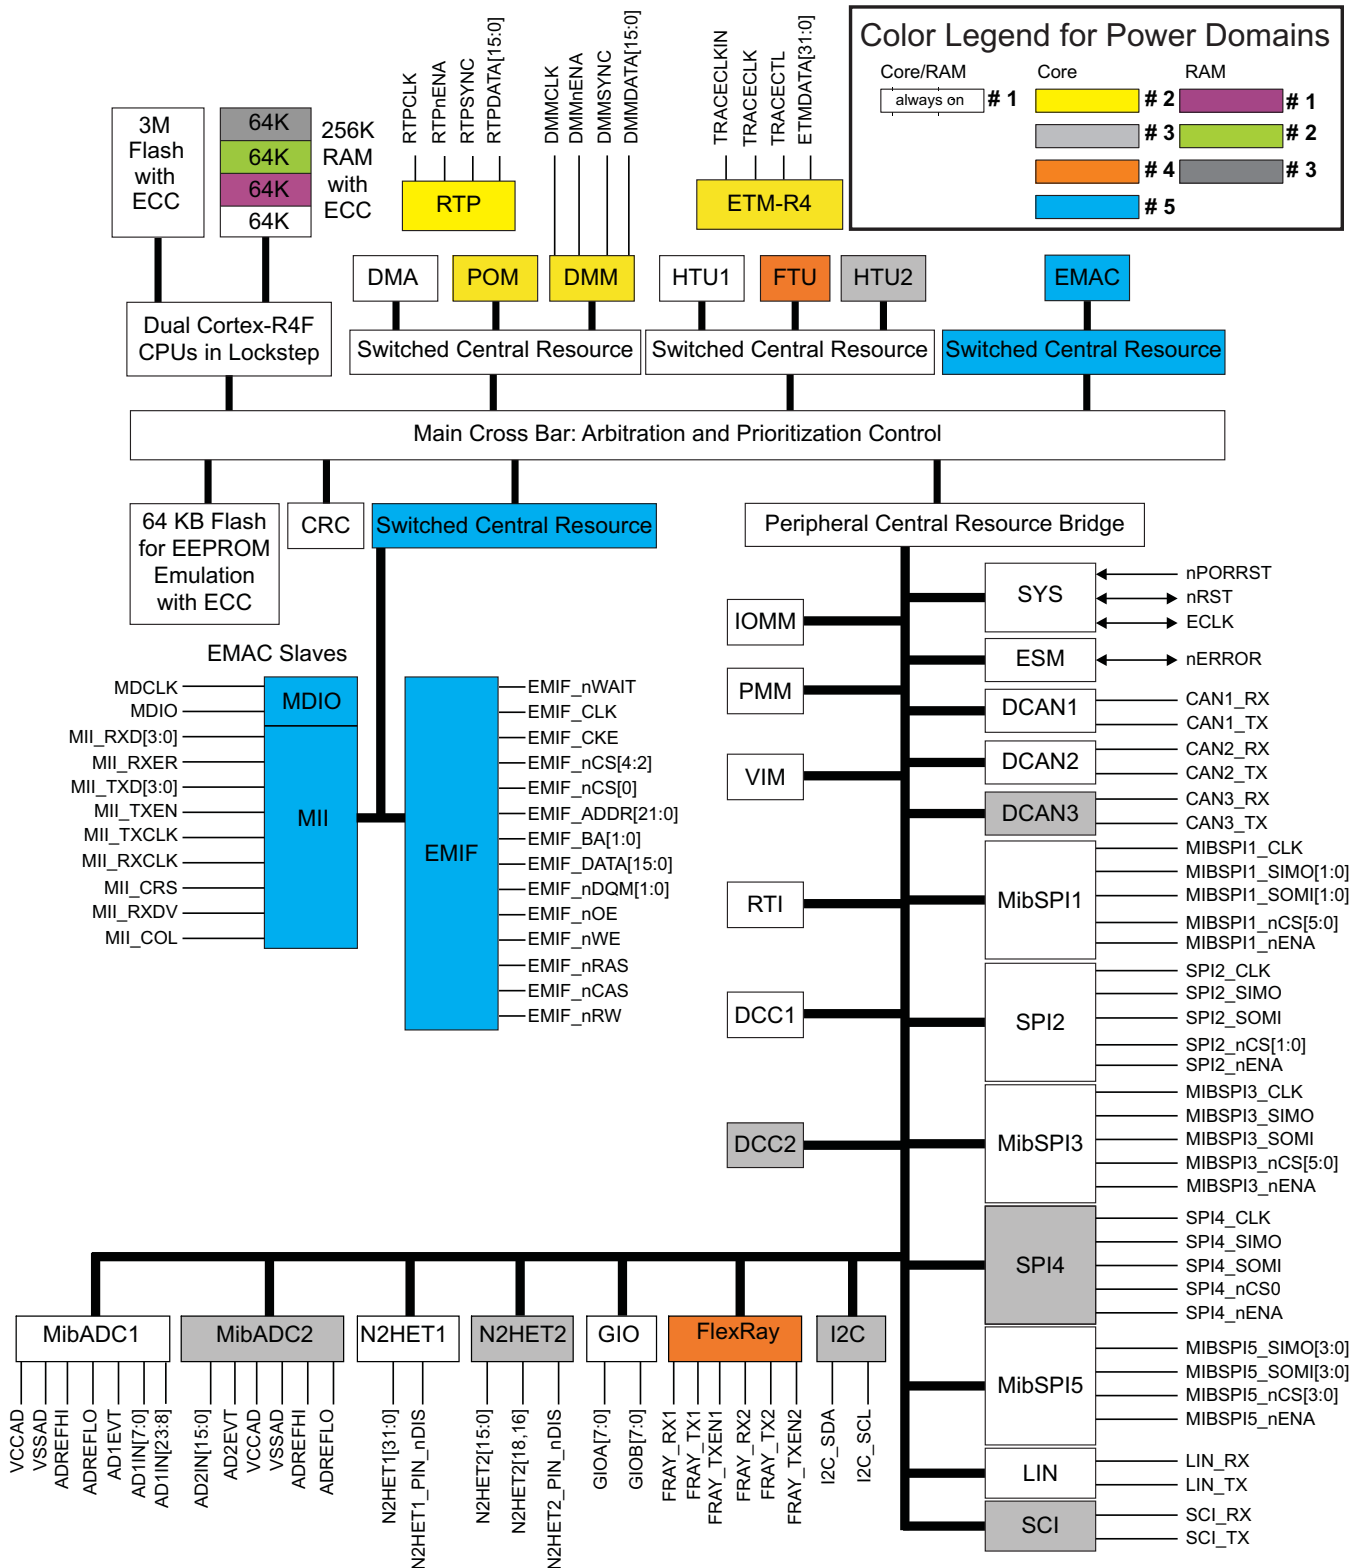 Color Legend for Power Domains
Core/RAM
Core
RAM
always on
# 1
# 2
# 1
# 3
# 2
# 4
# 3
# 5
RTPCLK
RTPnENA
RTPSYNC
RTPDATA[15:0]
DMMCLK
DMMnENA
DMMSYNC
DMMDATA[15:0]
TRACECLKIN
TRACECLK
TRACECTL
ETMDATA[31:0]
3M
Flash
with
ECC
64K
64K
64K
64K
256K
RAM
with
ECC
RTP
ETM-R4
DMA
POM
DMM
HTU1
FTU
HTU2
EMAC
Dual Cortex-R4F
CPUs in Lockstep
Switched Central Resource
Switched Central Resource
Switched Central Resource
Main Cross Bar: Arbitration and Prioritization Control
64 KB Flash
for EEPROM
Emulation
with ECC
CRC
Switched Central Resource
Peripheral Central Resource Bridge
EMAC Slaves
MDCLK
MDIO
MII_RXD[3:0]
MII_RXER
MII_TXD[3:0]
MII_TXEN
MII_TXCLK
MII_RXCLK
MII_CRS
MII_RXDV
MII_COL
MDIO
MII
EMIF
EMIF_nWAIT
EMIF_CLK
EMIF_CKE
EMIF_nCS[4:2]
EMIF_nCS[0]
EMIF_ADDR[21:0]
EMIF_BA[1:0]
EMIF_DATA[15:0]
EMIF_nDQM[1:0]
EMIF_nOE
EMIF_nWE
EMIF_nRAS
EMIF_nCAS
EMIF_nRW
IOMM
PMM
VIM
RTI
DCC1
DCC2
SYS
nPORRST
nRST
ECLK
ESM
nERROR
DCAN1
CAN1_RX
CAN1_TX
DCAN2
CAN2_RX
CAN2_TX
DCAN3
CAN3_RX
CAN3_TX
MibSPI1
MIBSPI1_CLK
MIBSPI1_SIMO[1:0]
MIBSPI1_SOMI[1:0]
MIBSPI1_nCS[5:0]
MIBSPI1_nENA
SPI2
SPI2_CLK
SPI2_SIMO
SPI2_SOMI
SPI2_nCS[1:0]
SPI2_nENA
MibSPI3
MIBSPI3_CLK
MIBSPI3_SIMO
MIBSPI3_SOMI
MIBSPI3_nCS[5:0]
MIBSPI3_nENA
SPI4
SPI4_CLK
SPI4_SIMO
SPI4_SOMI
SPI4_nCS0
SPI4_nENA
MibSPI5
MIBSPI5_SIMO[3:0]
MIBSPI5_SOMI[3:0]
MIBSPI5_nCS[3:0]
MIBSPI5_nENA
LIN
LIN_RX
LIN_TX
SCI
SCI_RX
SCI_TX
MibADC1
MibADC2
N2HET1
N2HET2
GIO
FlexRay
I2C
VCCAD
VSSAD
ADREFHI
ADREFLO
AD1EVT
AD1IN[7:0]
AD1IN[23:8]
AD2IN[15:0]
AD2EVT
VCCAD
VSSAD
ADREFHI
ADREFLO
N2HET1[31:0]
N2HET1_PIN_nDIS
N2HET2[15:0]
N2HET2[18,16]
N2HET2_PIN_nDIS
GIOA[7:0]
GIOB[7:0]
FRAY_RX1
FRAY_TX1
FRAY_TXEN1
FRAY_RX2
FRAY_TX2
FRAY_TXEN2
I2C_SDA
I2C_SCL